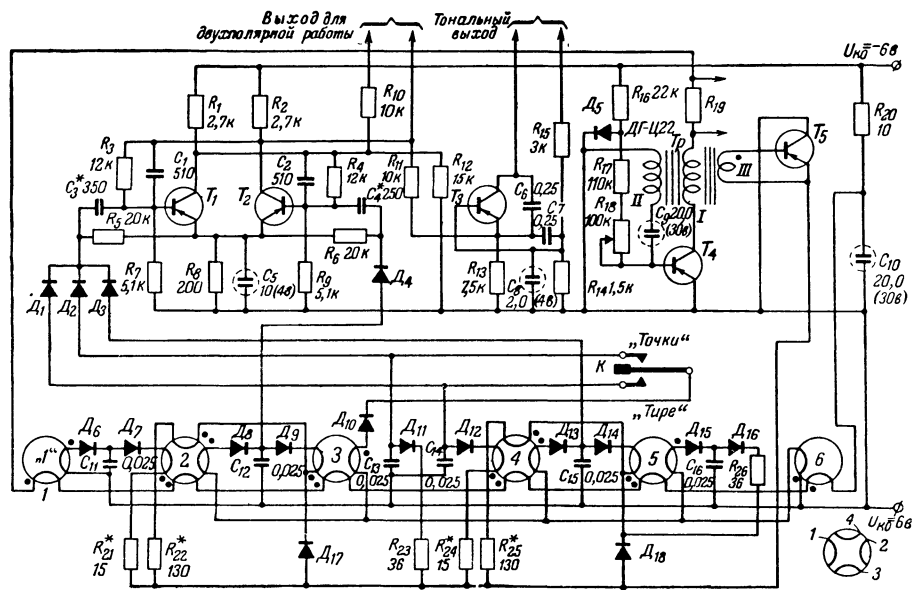 Выход для
двухполярной работы
Тональный
выход
Uкб=-6в
R1
2,7к
R2
2,7к
R10
10к
R15
3к
R16 22к
R19
R20
10
R3
12к
C1
510
C2
510
R4
12к
R11
10к
R12
15к
Д5
ДГ-Ц22
Тр
T5
C3* 350
T1
T2
C4* 250
T3
C6
0,25
C7
0,25
R17
110к
II
III
R18
100к
C9 20,0
(30в)
I
T4
R5 20к
R6 20к
C10
20,0
(30в)
R7
5,1к
R8
200
C5
10(4в)
R9
5,1к
Д4
R13
7,5к
C8
2,0
(4в)
R14 1,5к
Д1
Д2
Д3
„Точки“
К
„Тире“
Д6
Д7
Д8
Д9
Д10
Д11
Д12
Д13
Д14
Д15
Д16
„1“
1
C11
0,025
2
C12
0,025
3
C13
0,025
C14
0,025
4
C15
0,025
5
C16
0,025
R26
36
6
Uкб=6в
R21*
15
R22*
130
Д17
R23
36
R24*
15
R25*
130
Д18
1
4
2
3